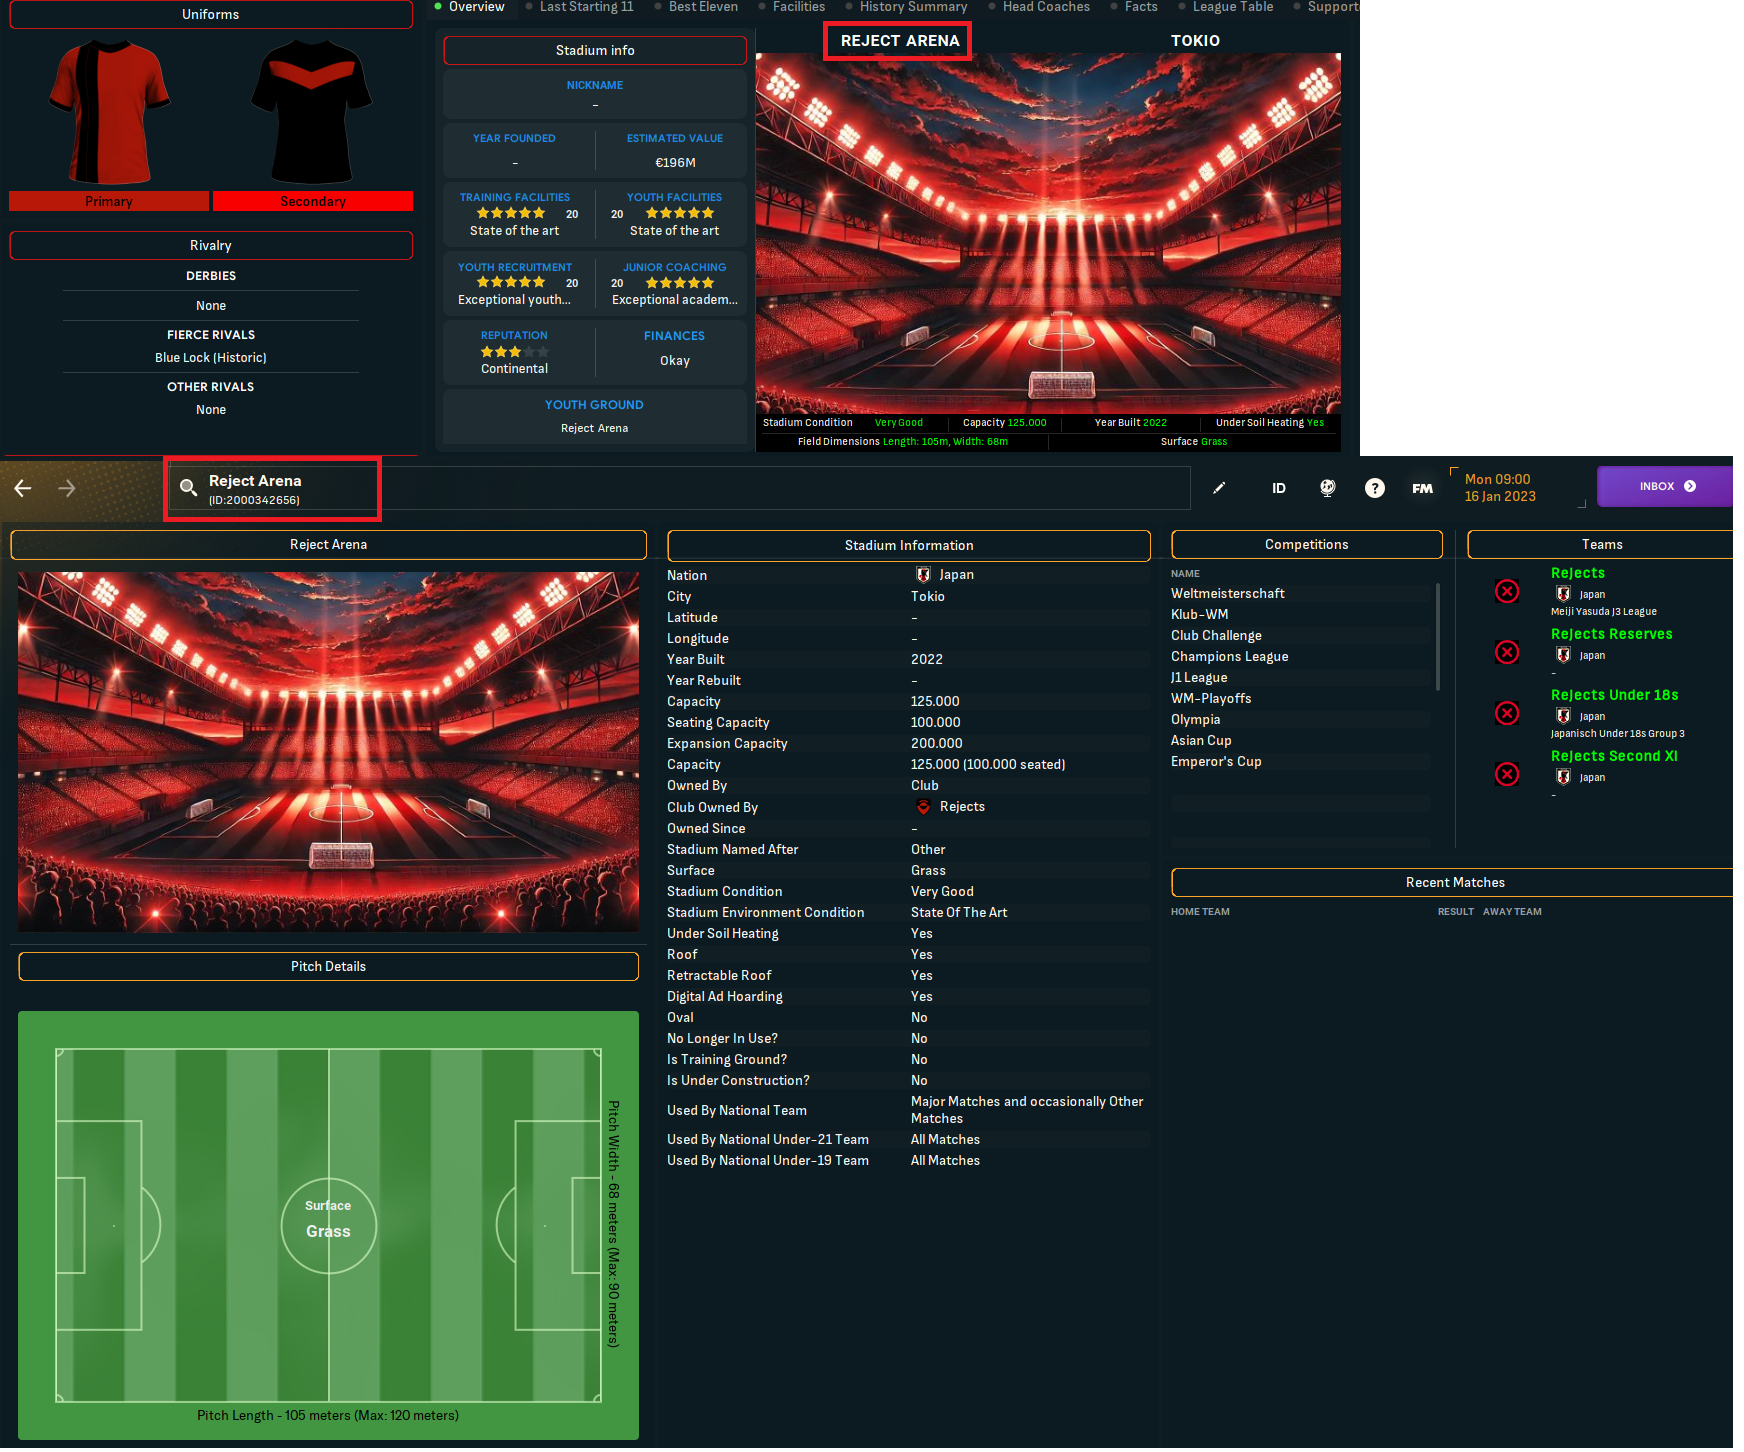 Uniforms
Primary
Secondary
Rivalry
DERBIES
None
FIERCE RIVALS
Blue Lock (Historic)
OTHER RIVALS
None
Overview
Last Starting 11
Best Eleven
Facilities
History Summary
Head Coaches
Facts
League Table
Stadium info
NICKNAME
-
YEAR FOUNDED
-
ESTIMATED VALUE
€196M
TRAINING FACILITIES
20
State of the art
YOUTH FACILITIES
20
State of the art
YOUTH RECRUITMENT
20
Exceptional youth...
JUNIOR COACHING
20
Exceptional academ...
REPUTATION
Continental
FINANCES
Okay
YOUTH GROUND
Reject Arena
REJECT ARENA
TOKIO
Stadium Condition Very Good
Capacity 125.000
Year Built 2022
Under Soil Heating Yes
Field Dimensions Length: 105m, Width: 68m
Surface Grass
Reject Arena
(ID:2000342656)
ID
?
FM
Mon 09:00
16 Jan 2023
INBOX
Reject Arena
Pitch Details
Surface
Grass
Pitch Width - 68 meters (Max: 90 meters)
Pitch Length - 105 meters (Max: 120 meters)
Stadium Information
Nation Japan
City Tokio
Latitude -
Longitude -
Year Built 2022
Year Rebuilt -
Capacity 125.000
Seating Capacity 100.000
Expansion Capacity 200.000
Capacity 125.000 (100.000 seated)
Owned By Club
Club Owned By Rejects
Owned Since -
Stadium Named After Other
Surface Grass
Stadium Condition Very Good
Stadium Environment Condition State Of The Art
Under Soil Heating Yes
Roof Yes
Retractable Roof Yes
Digital Ad Hoarding Yes
Oval No
No Longer In Use? No
Is Training Ground? No
Is Under Construction? No
Used By National Team Major Matches and occasionally Other
Matches
Used By National Under-21 Team All Matches
Used By National Under-19 Team All Matches
Competitions
NAME
Weltmeisterschaft
Klub-WM
Club Challenge
Champions League
J1 League
WM-Playoffs
Olympia
Asian Cup
Emperor's Cup
Teams
Rejects
Japan
Meiji Yasuda J3 League
Rejects Reserves
Japan
-
Rejects Under 18s
Japan
Japanisch Under 18s Group 3
Rejects Second XI
Japan
-
Recent Matches
HOME TEAM RESULT AWAY TEAM